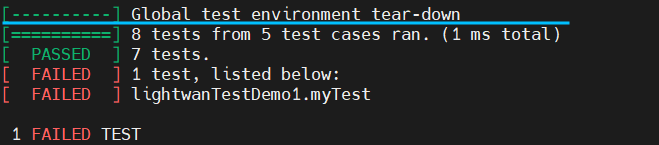 [----------] Global test environment tear-down
[==========] 8 tests from 5 test cases ran. (1 ms total)
[  PASSED  ] 7 tests.
[  FAILED  ] 1 test, listed below:
[  FAILED  ] lightwanTestDemo1.myTest
1 FAILED TEST